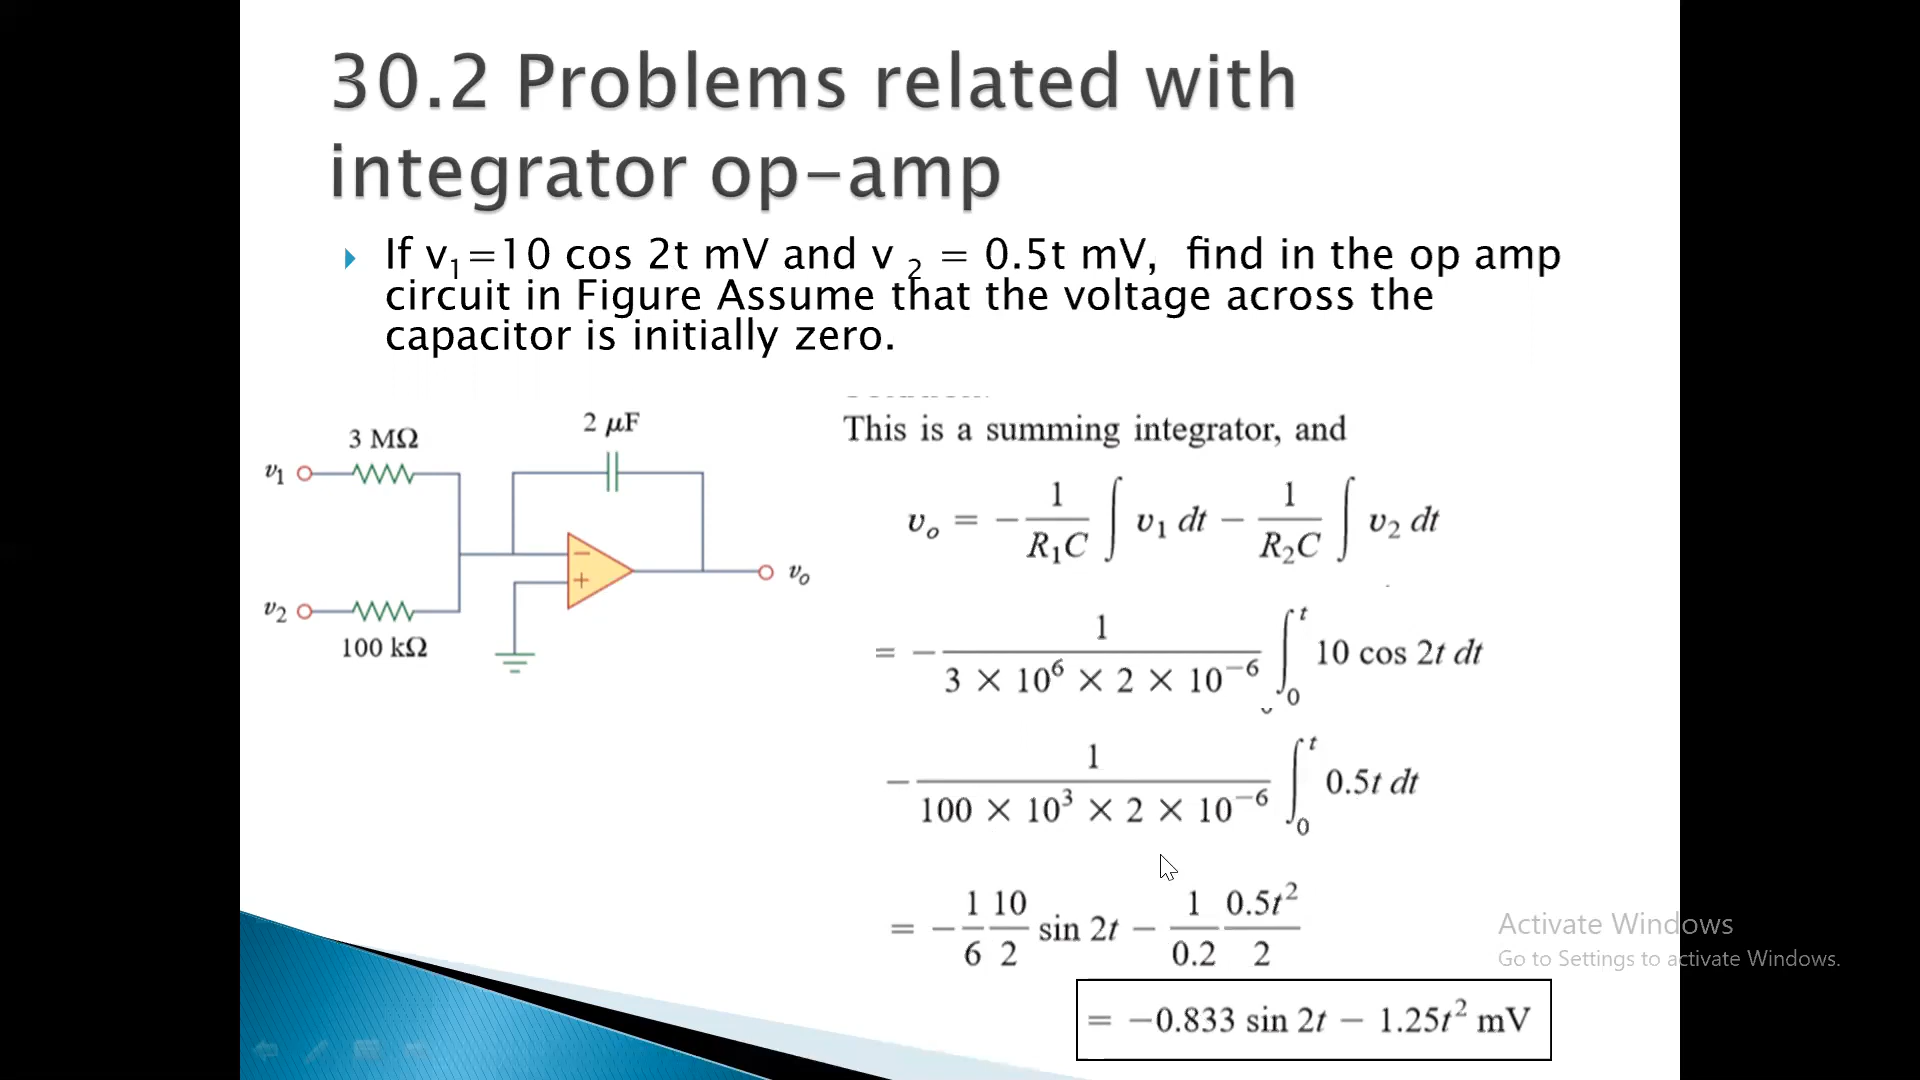 30.2 Problems related with
integrator op-amp
If v₁=10 cos 2t mV and v ₂ = 0.5t mV, find in the op amp
circuit in Figure Assume that the voltage across the
capacitor is initially zero.
3 MΩ
2 μF
v₁
v₂
100 kΩ
−
+
vₒ
This is a summing integrator, and
vₒ = −1/(R₁C) ∫ v₁ dt − 1/(R₂C) ∫ v₂ dt
= − 1/(3 × 10⁶ × 2 × 10⁻⁶) ∫₀ᵗ 10 cos 2t dt
− 1/(100 × 10³ × 2 × 10⁻⁶) ∫₀ᵗ 0.5t dt
= − 1/6 10/2 sin 2t − 1/0.2 0.5t²/2
= −0.833 sin 2t − 1.25t² mV
Activate Windows
Go to Settings to activate Windows.